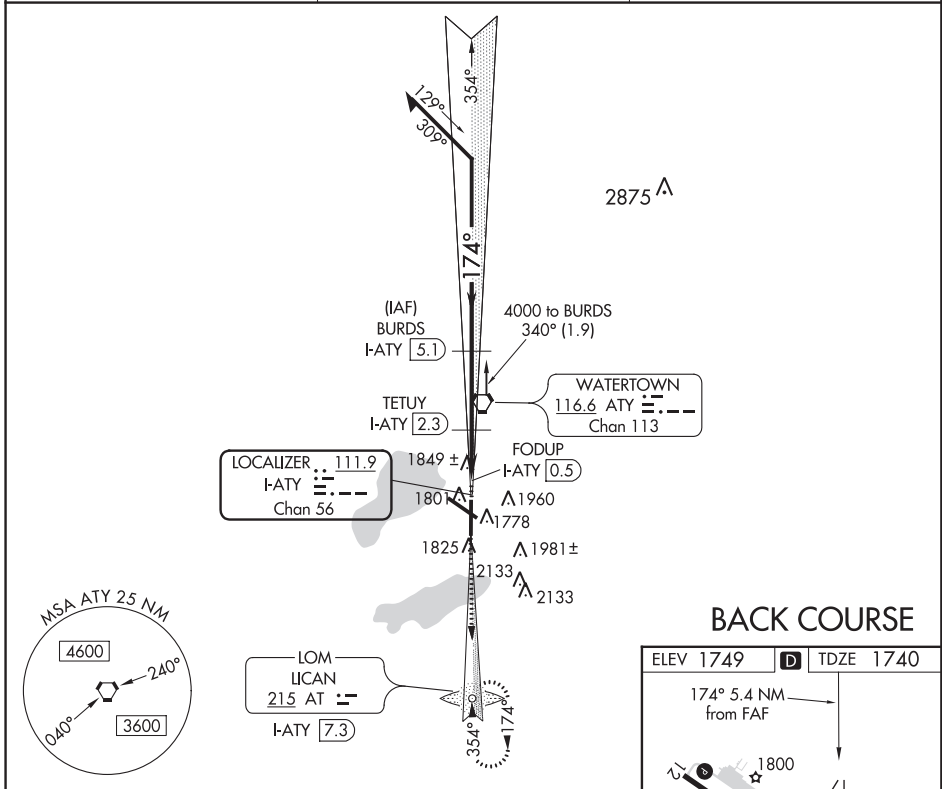 354°
129°
309°
2875
174°
(IAF)
BURDS
I-ATY 5.1
4000 to BURDS
340° (1.9)
WATERTOWN
116.6 ATY
Chan 113
TETUY
I-ATY 2.3
FODUP
I-ATY 0.5
1849 ±
LOCALIZER 111.9
I-ATY
Chan 56
1801
1960
1778
1825
1981±
2133
2133
MSA ATY 25 NM
4600
240°
040°
3600
LOM
LICAN
215 AT
I-ATY 7.3
354°
174°
BACK COURSE
ELEV 1749 D TDZE 1740
174° 5.4 NM
from FAF
12
P
1800